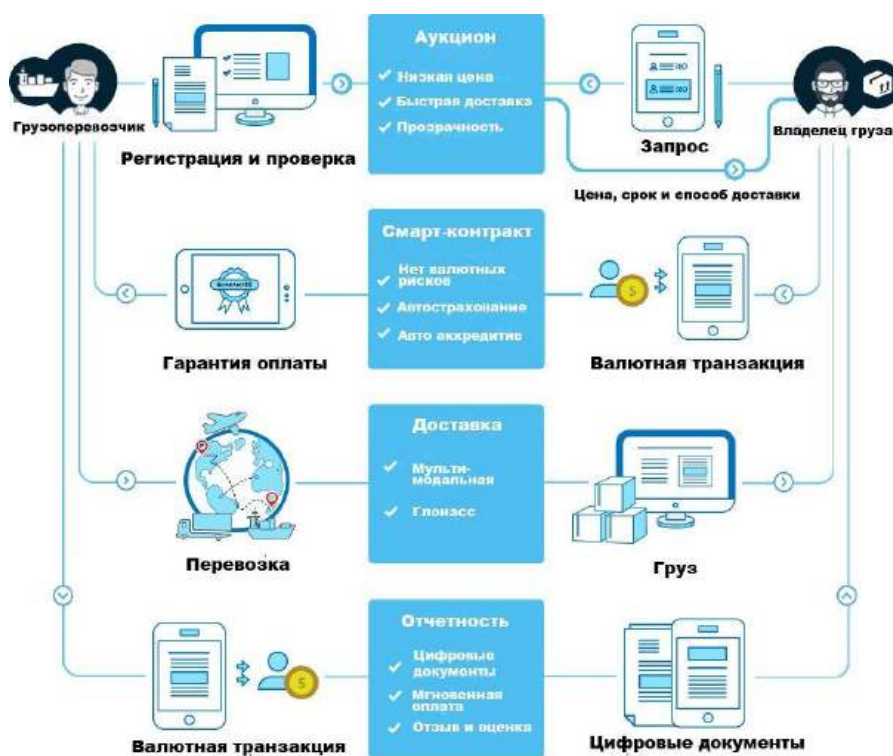 Аукцион
Низкая цена
Быстрая доставка
Прозрачность
Грузоперевозчик
Регистрация и проверка
Запрос
Владелец груза
Цена, срок и способ доставки
Смарт-контракт
Нет валютных
рисков
Автострахование
Авто аккредитив
Гарантия оплаты
Валютная транзакция
Доставка
Мульти-
модальная
Глонасс
Перевозка
Груз
Отчетность
Цифровые
документы
Мгновенная
оплата
Отзыв и оценка
Валютная транзакция
Цифровые документы